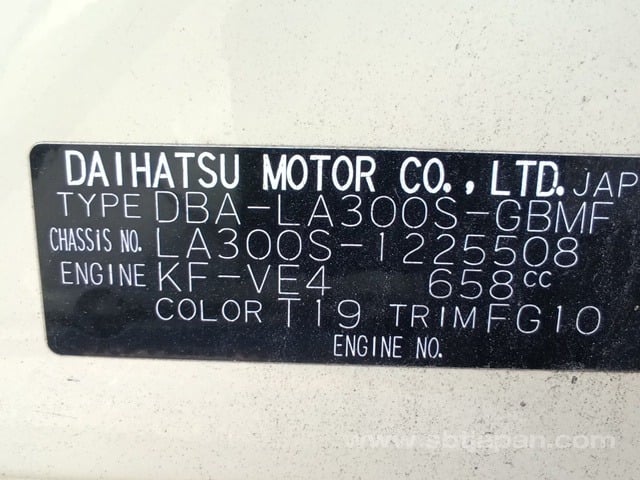 DAIHATSU MOTOR CO., LTD. JAP
TYPE DBA-LA300S-GBMF
CHASSIS NO. LA300S-1225508
ENGINE KF-VE4 658cc
COLOR T19 TRIM FG10
ENGINE NO.
www.sbtjapan.com